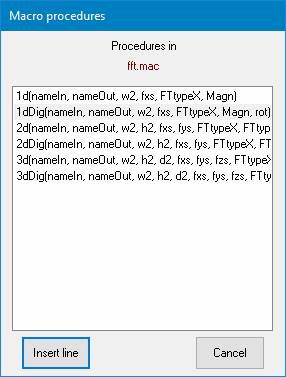 Macro procedures
Procedures in
fft.mac
1d(nameIn, nameOut, w2, fxs, FTtypeX, Magn)
1dDig(nameIn, nameOut, w2, fxs, FTtypeX, Magn, rot)
2d(nameIn, nameOut, w2, h2, fxs, fys, FTtypeX, FTyp
2dDig(nameIn, nameOut, w2, h2, fxs, fys, FTtypeX, FT
3d(nameIn, nameOut, w2, h2, d2, fxs, fys, fzs, FTtypeX
3dDig(nameIn, nameOut, w2, h2, d2, fxs, fys, fzs, FTty
Insert line
Cancel